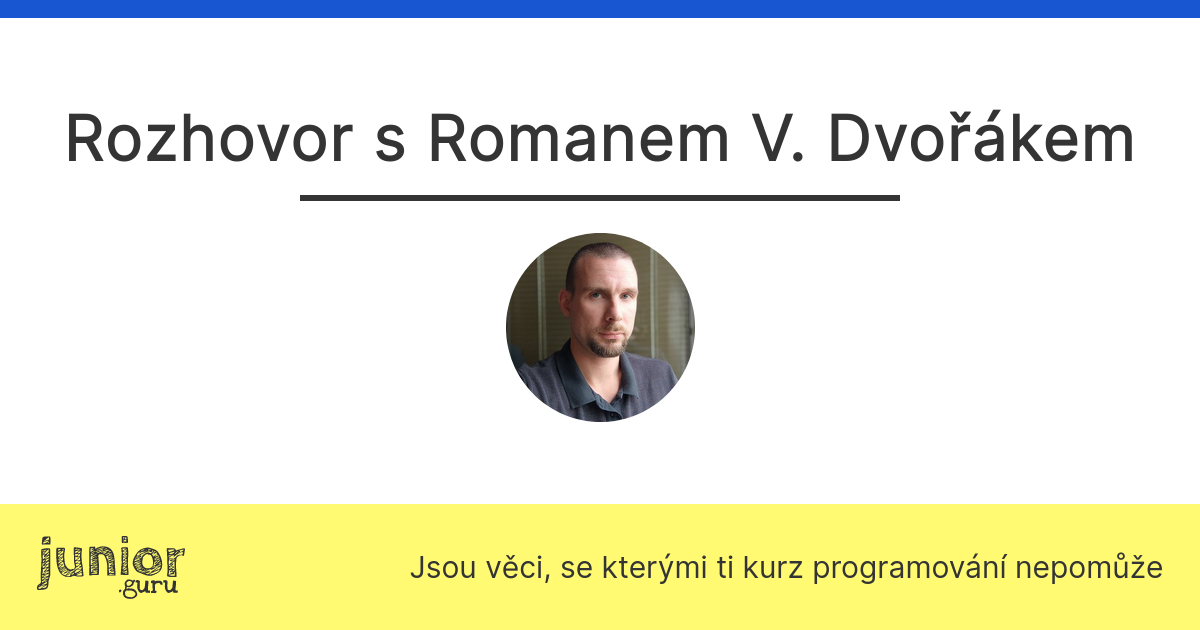 Rozhovor s Romanem V. Dvořákem
junior
.guru
Jsou věci, se kterými ti kurz programování nepomůže